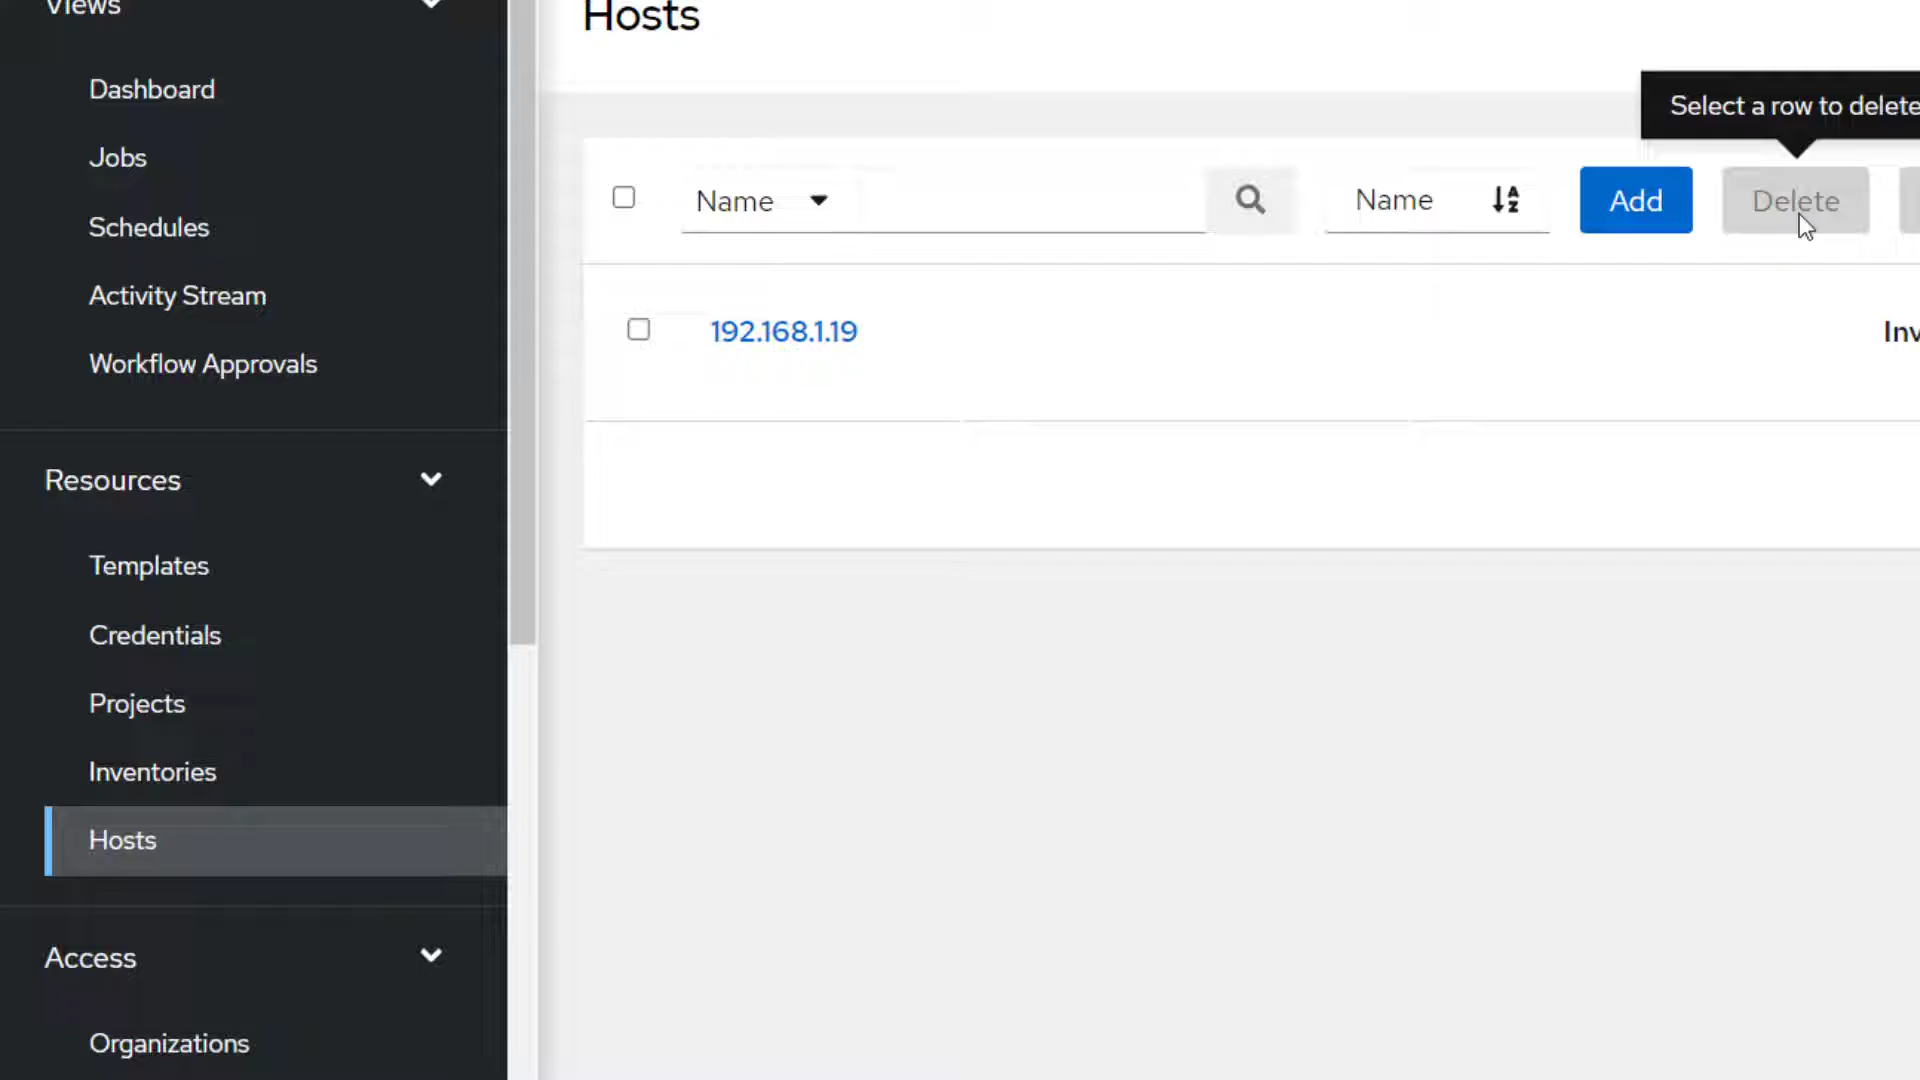 Views
Dashboard
Jobs
Schedules
Activity Stream
Workflow Approvals
Resources
Templates
Credentials
Projects
Inventories
Hosts
Access
Organizations
Hosts
Select a row to delete
Name
Name
Add
Delete
192.168.1.19
Inv